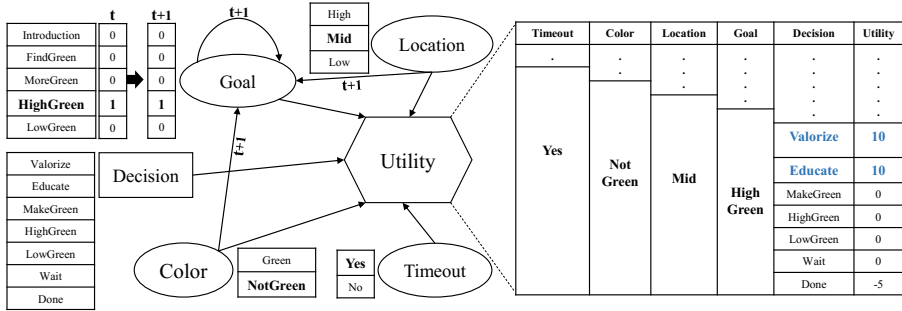 t t+1
Introduction 0 0
FindGreen 0 0
MoreGreen 0 0
HighGreen 1 1
LowGreen 0 0
t+1
Goal
High
Mid
Low
Location
t+1
t+1
Valorize
Educate
MakeGreen
HighGreen
LowGreen
Wait
Done
Decision
Utility
Color
Green
NotGreen
Yes
No
Timeout
Timeout Color Location Goal Decision Utility
. . . . . .
. . . . .
. . . .
. . .
. .
Yes
Not
Green
Mid
High
Green
Valorize 10
Educate 10
MakeGreen 0
HighGreen 0
LowGreen 0
Wait 0
Done -5